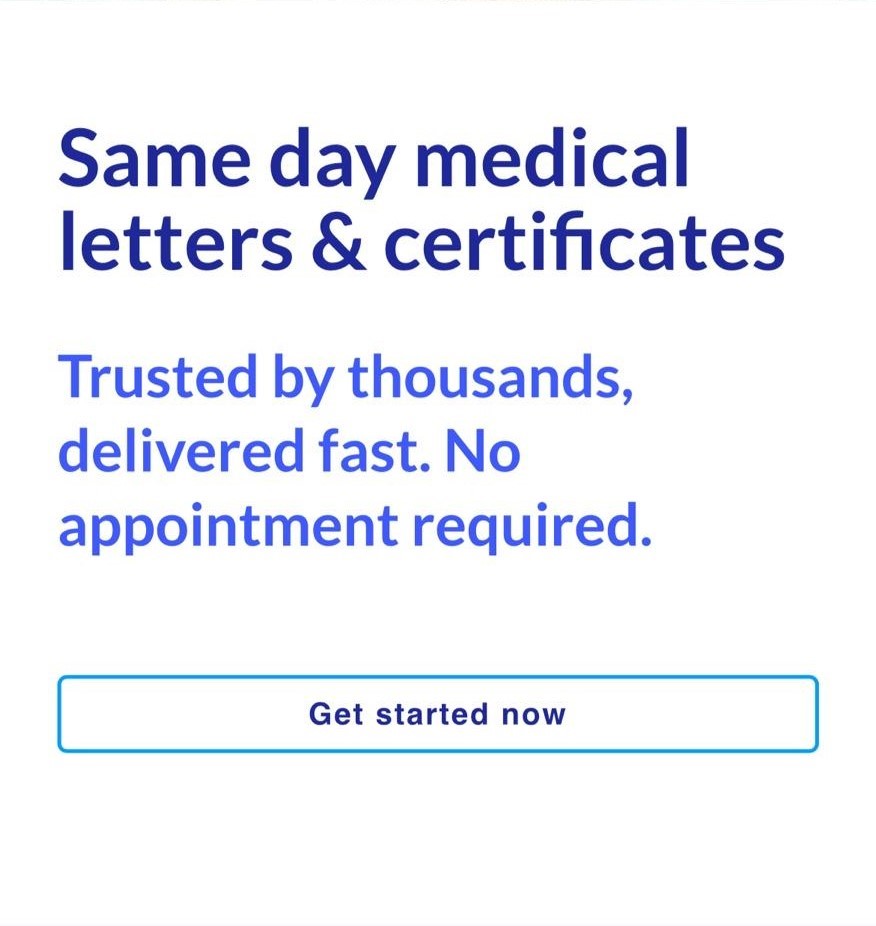 Same day medical
letters & certificates
Trusted by thousands,
delivered fast. No
appointment required.
Get started now